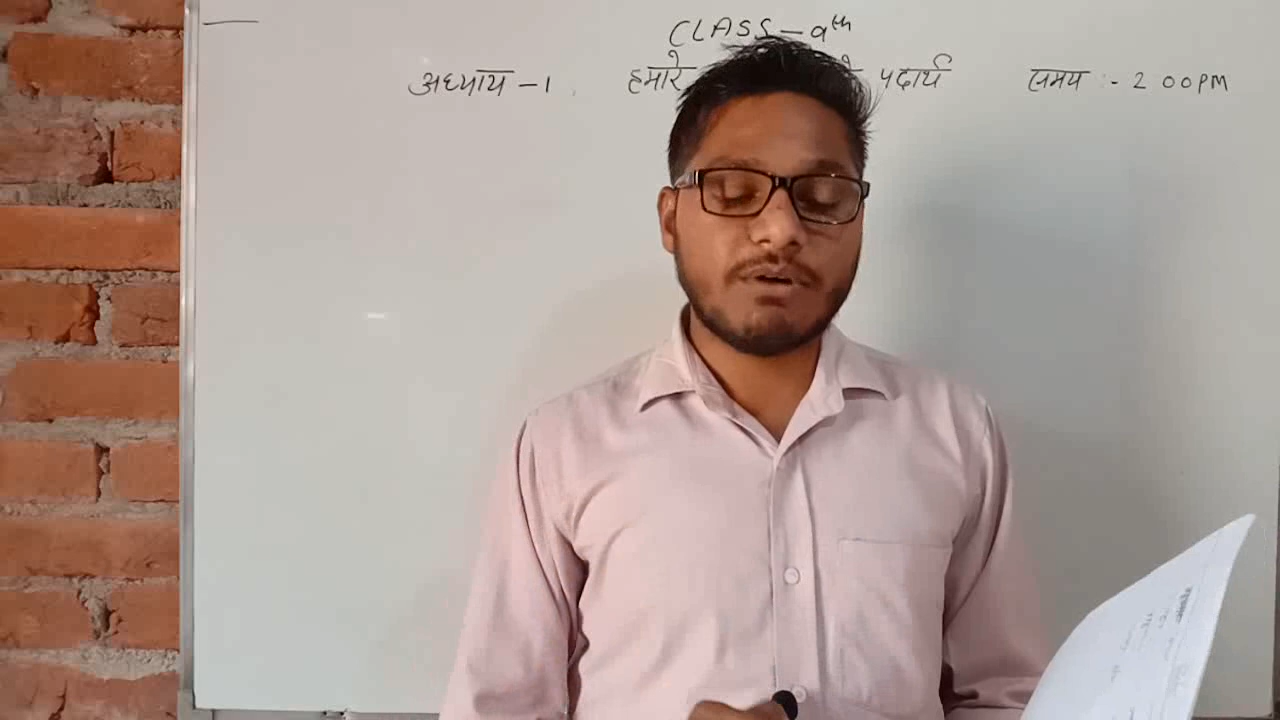 CLASS-9th
अध्याय-1 हमारे पदार्थ समय :- 2 00PM